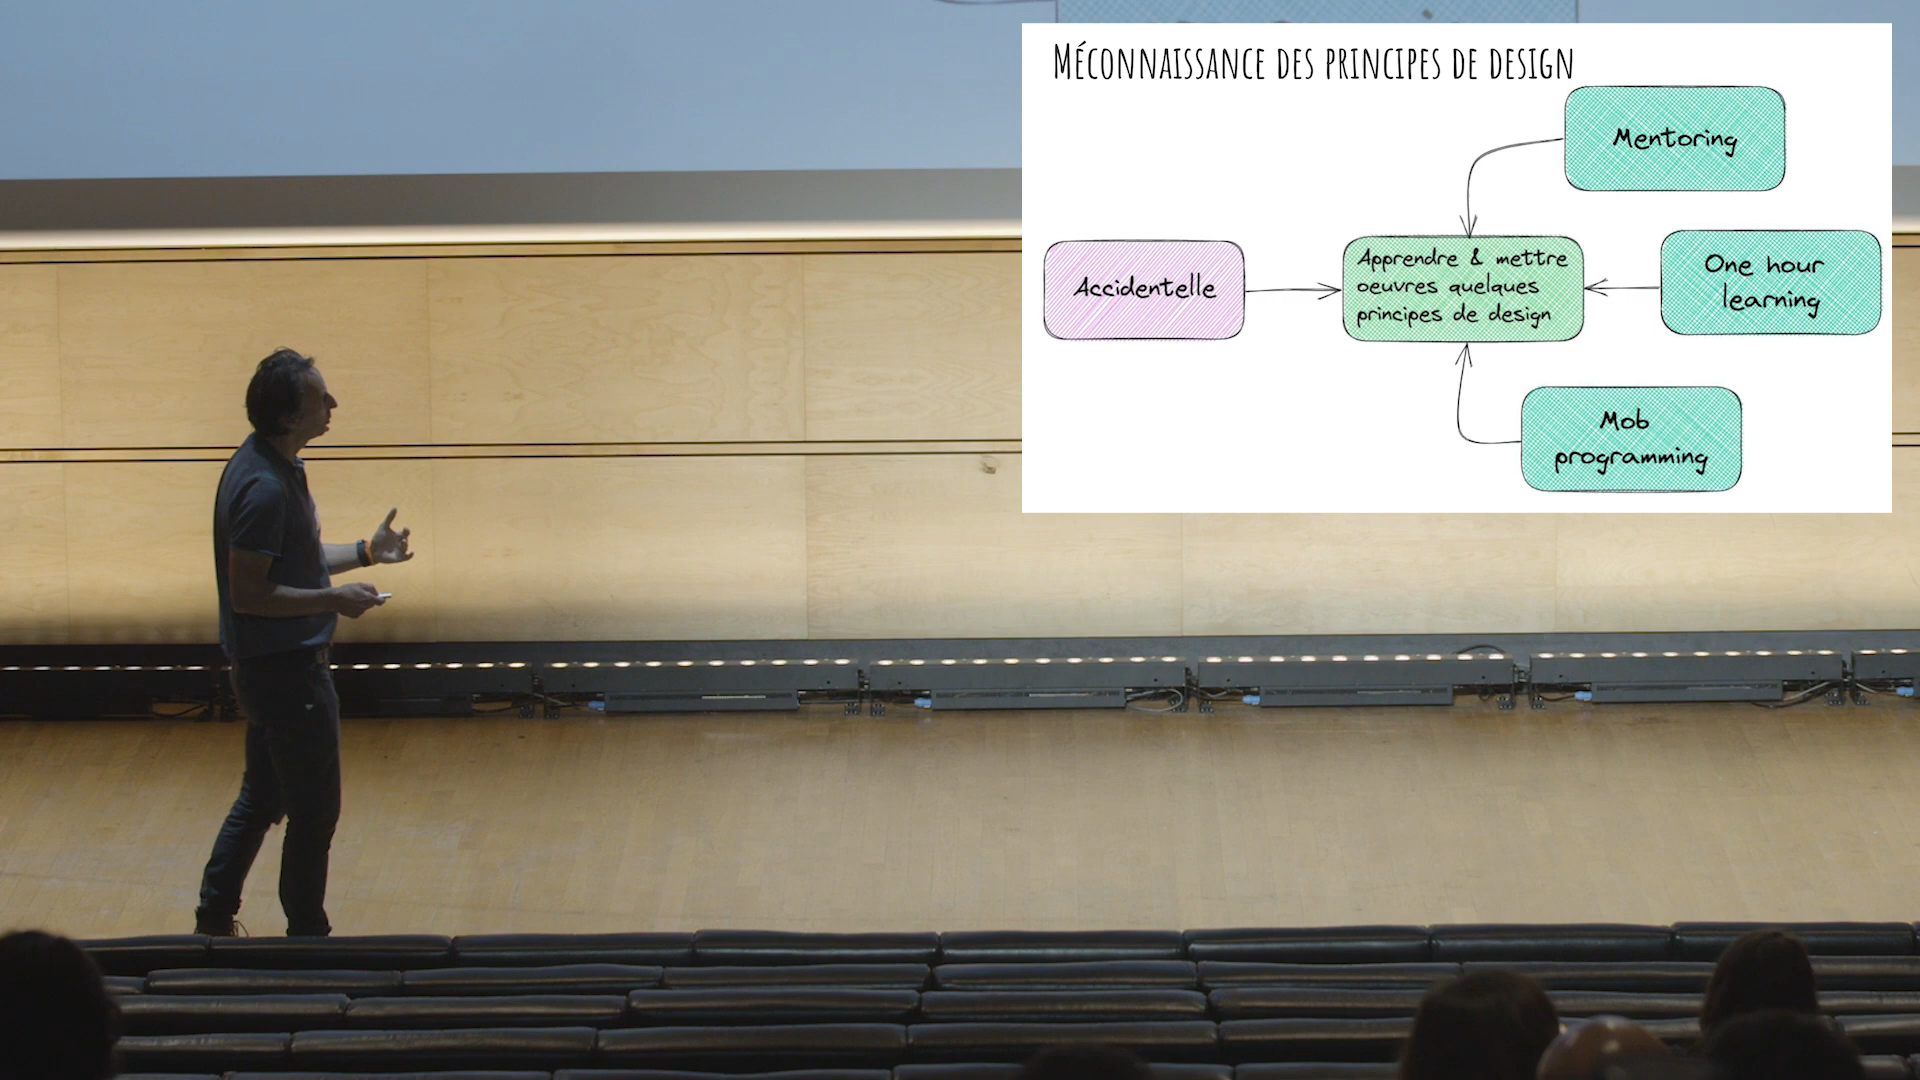 Méconnaissance des principes de design
Mentoring
Accidentelle
Apprendre & mettre
oeuvres quelques
principes de design
One hour
learning
Mob
programming